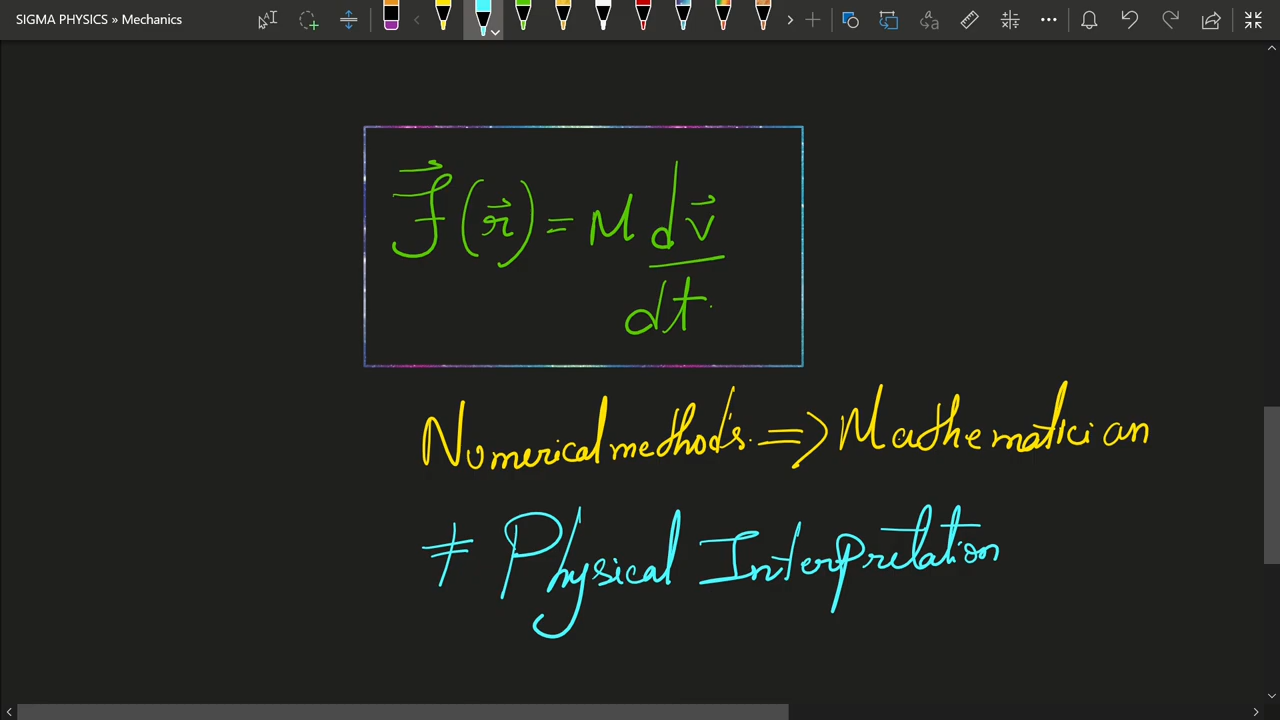 SIGMA PHYSICS » Mechanics
f⃗(r⃗) = M dv⃗/dt
Numerical methods. => Mathematician
≠ Physical Interpretation